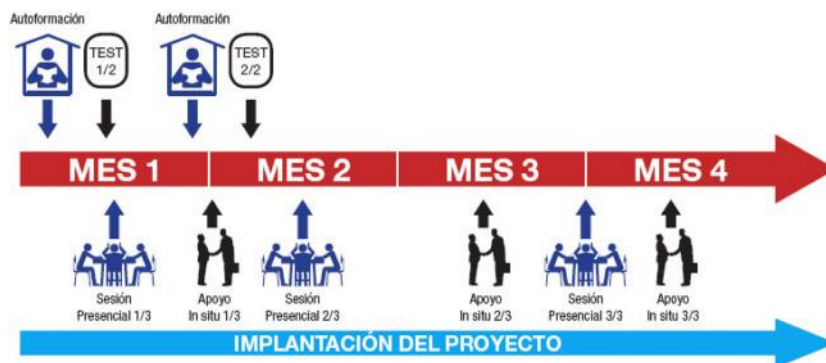 Autoformación
Autoformación
TEST
1/2
TEST
2/2
MES 1
MES 2
MES 3
MES 4
Sesión
Presencial 1/3
Apoyo
In situ 1/3
Sesión
Presencial 2/3
Apoyo
In situ 2/3
Sesión
Presencial 3/3
Apoyo
In situ 3/3
IMPLANTACIÓN DEL PROYECTO